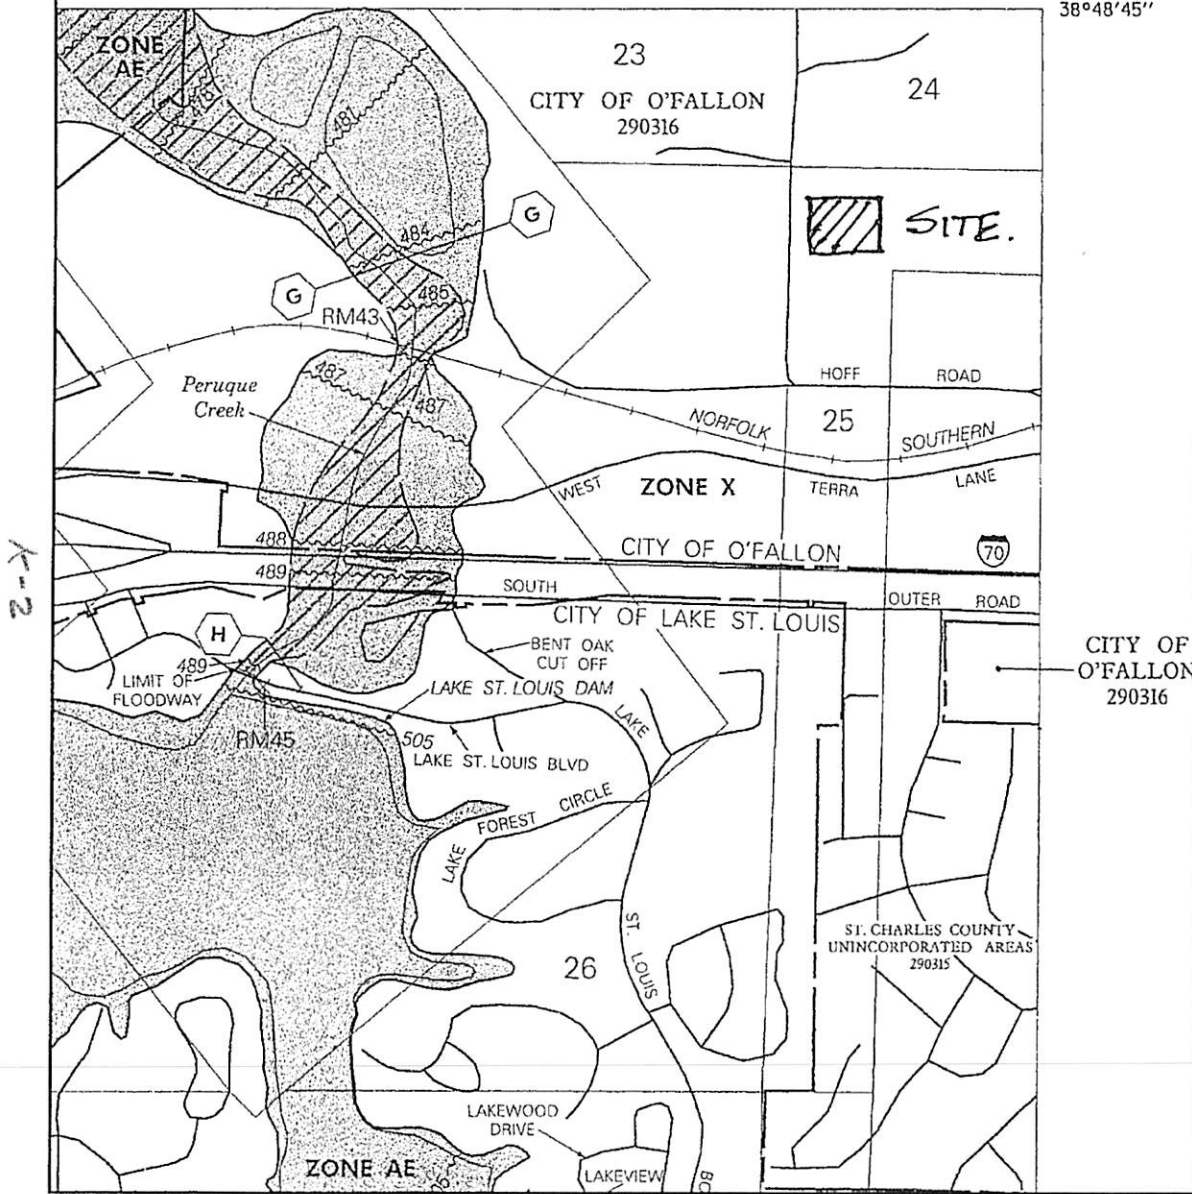 38°48'45"
ZONE
AE
23
CITY OF O'FALLON
290316
24
481
G
SITE.
484
G
485
RM43
487
Peruque
Creek
487
HOFF ROAD
25
NORFOLK SOUTHERN
WEST TERRA LANE
ZONE X
488
CITY OF O'FALLON
70
489
SOUTH OUTER ROAD
CITY OF LAKE ST. LOUIS
K-2
H
BENT OAK
CUT OFF
489
LIMIT OF
FLOODWAY
LAKE ST. LOUIS DAM
CITY OF
O'FALLON
290316
RM45
505
LAKE ST. LOUIS BLVD
LAKE FOREST CIRCLE
LAKE ST. LOUIS
ST. CHARLES COUNTY
UNINCORPORATED AREAS
290315
26
LAKEWOOD
DRIVE
ZONE AE
LAKEVIEW